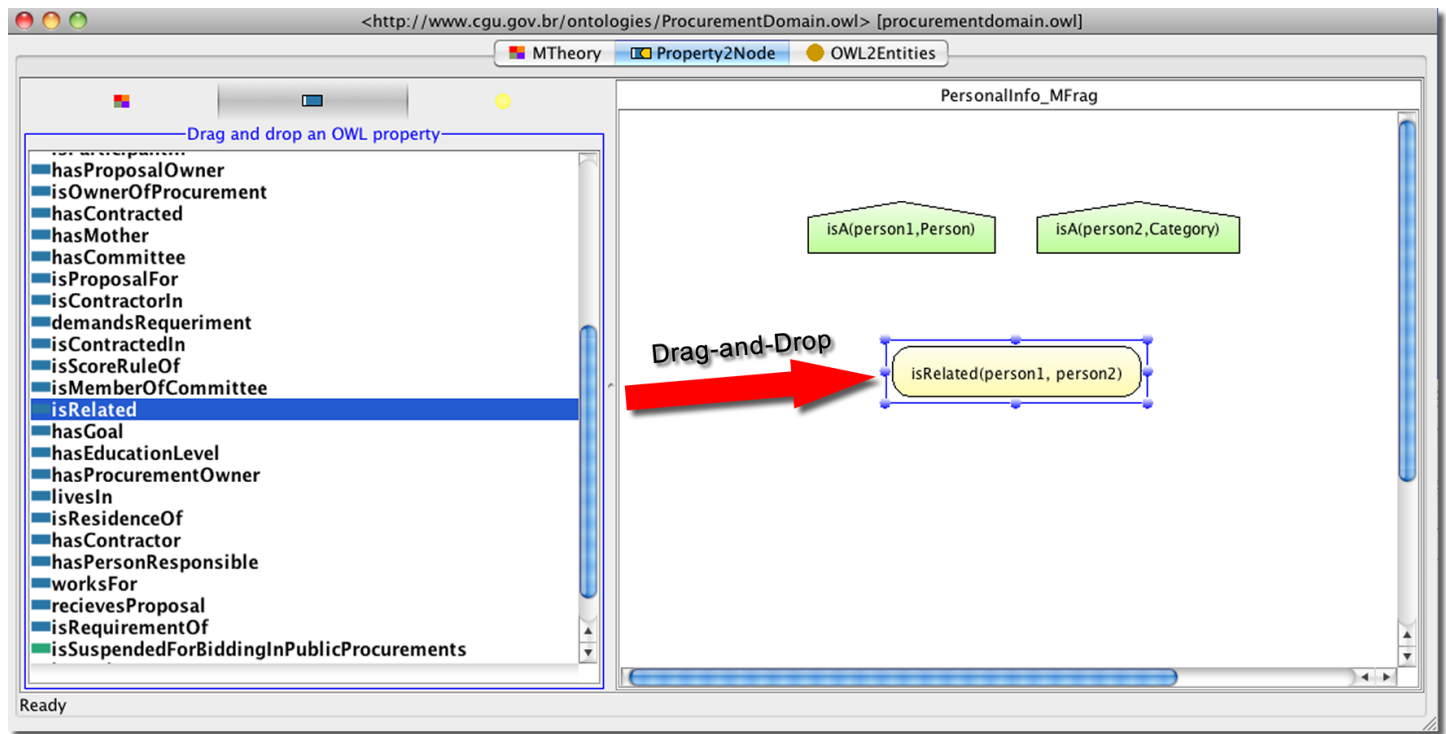 <http://www.cgu.gov.br/ontologies/ProcurementDomain.owl> [procurementdomain.owl]
MTheory Property2Node OWL2Entities
Drag and drop an OWL property
hasProposalOwner
isOwnerOfProcurement
hasContracted
hasMother
hasCommittee
isProposalFor
isContractorIn
demandsRequeriment
isContractedIn
isScoreRuleOf
isMemberOfCommittee
isRelated
hasGoal
hasEducationLevel
hasProcurementOwner
livesIn
isResidenceOf
hasContractor
hasPersonResponsible
worksFor
recievesProposal
isRequirementOf
isSuspendedForBiddingInPublicProcurements
PersonalInfo_MFrag
isA(person1,Person) isA(person2,Category)
Drag-and-Drop
isRelated(person1, person2)
Ready